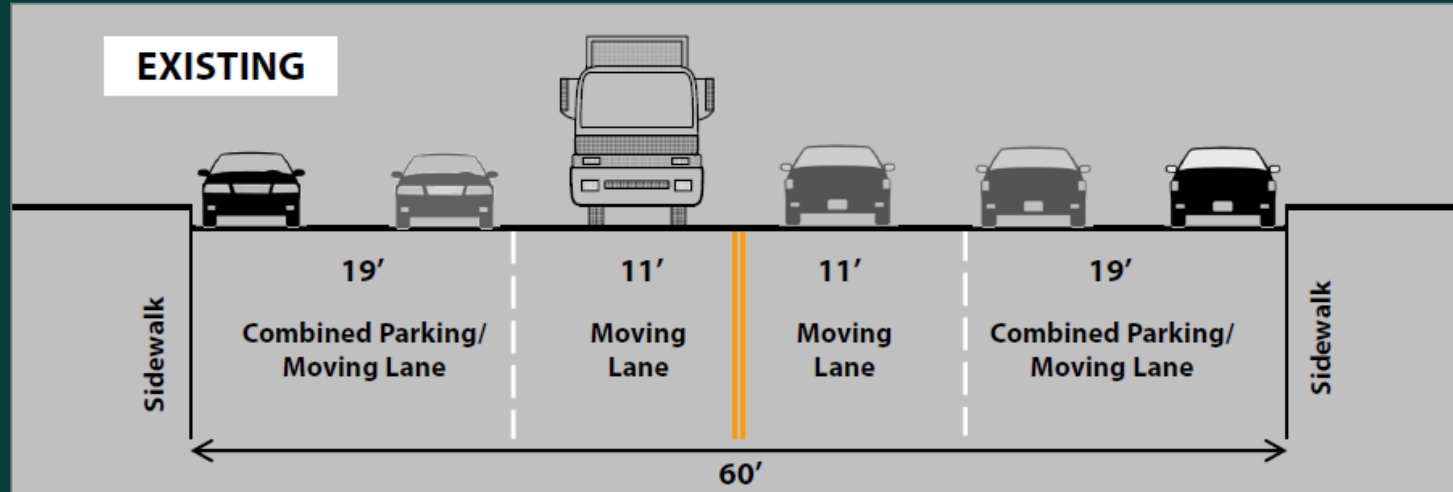 EXISTING
19’
11’
11’
19’
Combined Parking/
Moving Lane
Moving
Lane
Moving
Lane
Combined Parking/
Moving Lane
Sidewalk
Sidewalk
60’